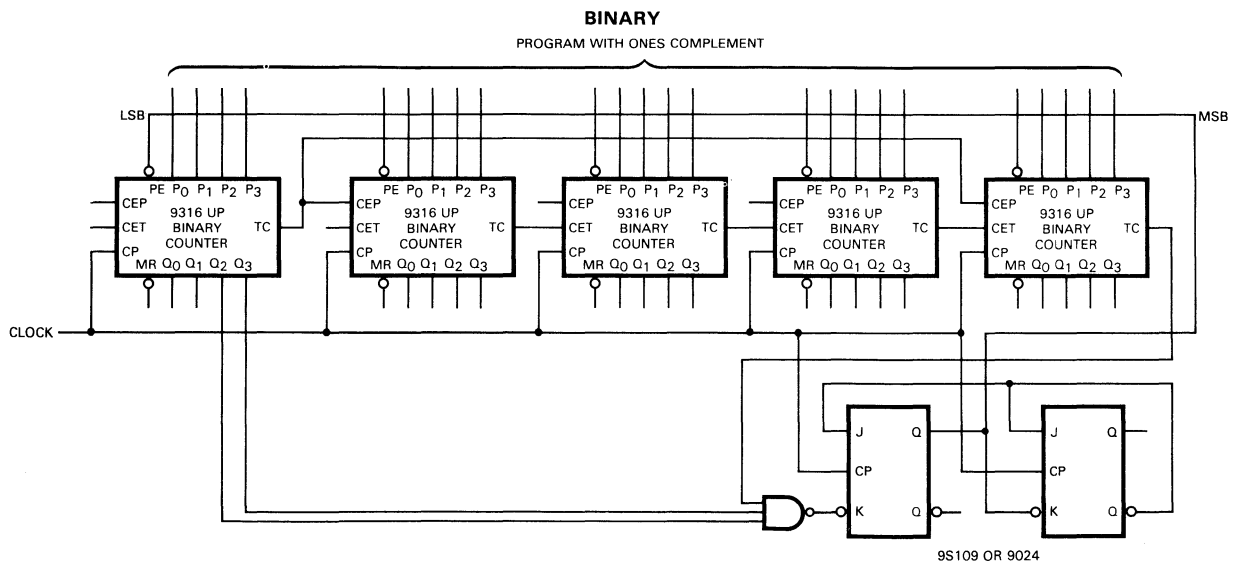 BINARY
PROGRAM WITH ONES COMPLEMENT
LSB
MSB
PE P0 P1 P2 P3
CEP
CET
CP
9316 UP
BINARY
COUNTER
TC
MR Q0 Q1 Q2 Q3
PE P0 P1 P2 P3
CEP
CET
CP
9316 UP
BINARY
COUNTER
TC
MR Q0 Q1 Q2 Q3
PE P0 P1 P2 P3
CEP
CET
CP
9316 UP
BINARY
COUNTER
TC
MR Q0 Q1 Q2 Q3
PE P0 P1 P2 P3
CEP
CET
CP
9316 UP
BINARY
COUNTER
TC
MR Q0 Q1 Q2 Q3
PE P0 P1 P2 P3
CEP
CET
CP
9316 UP
BINARY
COUNTER
TC
MR Q0 Q1 Q2 Q3
CLOCK
J Q
CP
K Q
J Q
CP
K Q
9S109 OR 9024